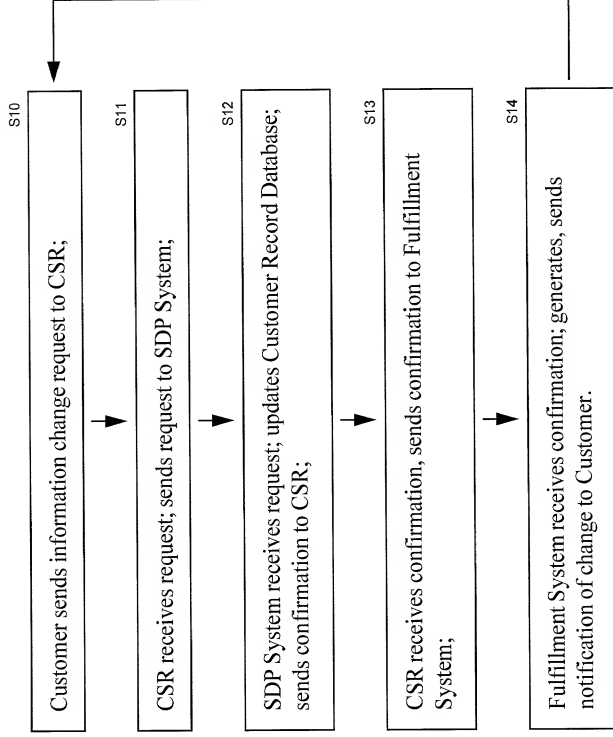 S10
Customer sends information change request to CSR;
S11
CSR receives request; sends request to SDP System;
S12
SDP System receives request; updates Customer Record Database;
sends confirmation to CSR;
S13
CSR receives confirmation, sends confirmation to Fulfillment
System;
S14
Fulfillment System receives confirmation; generates, sends
notification of change to Customer.